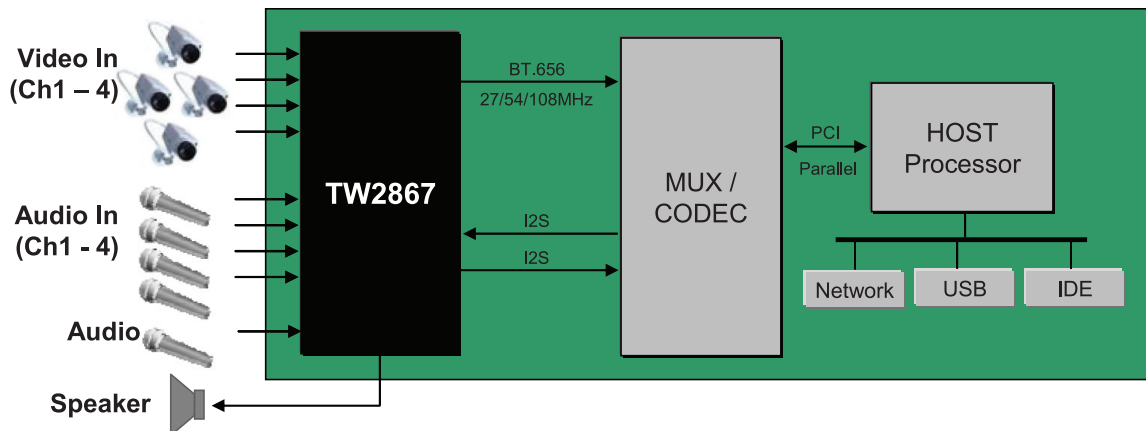 Video In
(Ch1 – 4)
BT.656
27/54/108MHz
TW2867
MUX /
CODEC
PCI
Parallel
HOST
Processor
Audio In
(Ch1 - 4)
I2S
I2S
Network
USB
IDE
Audio
Speaker